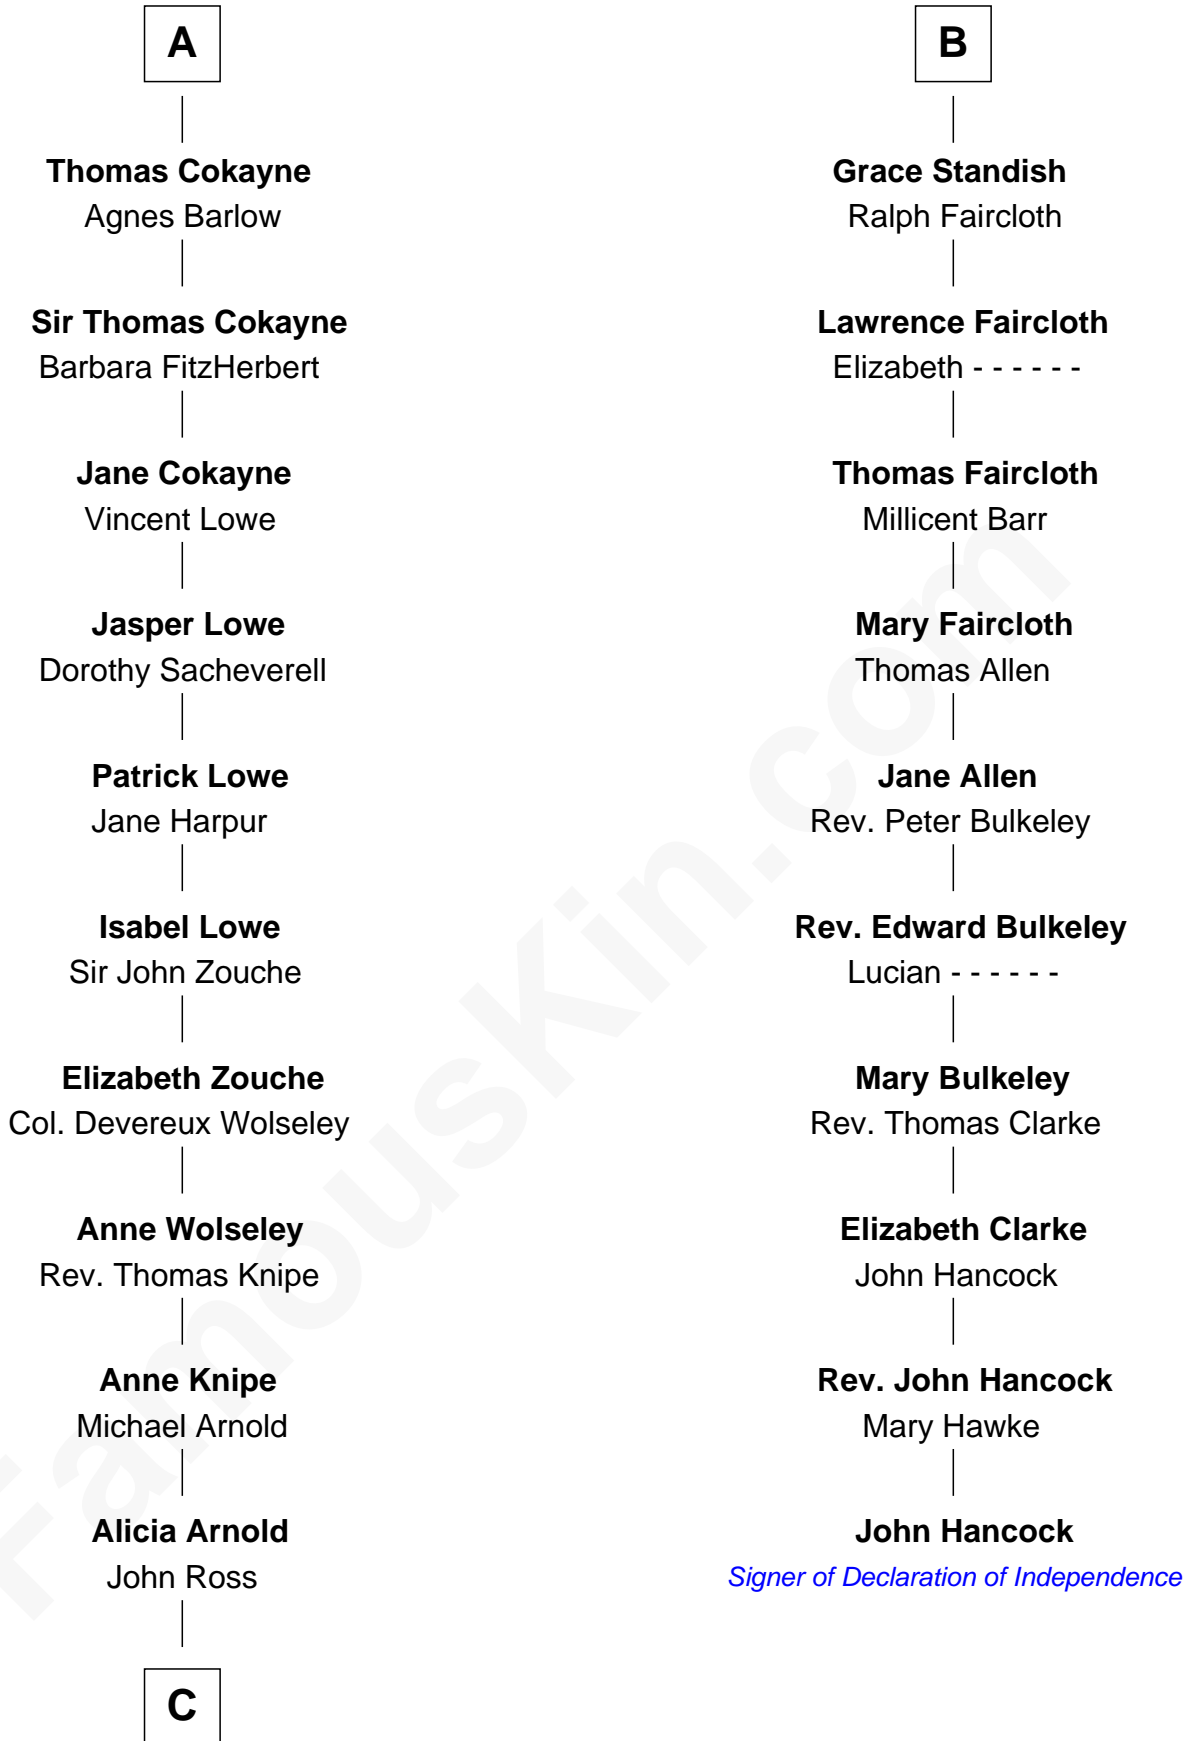 A
Thomas Cokayne
Agnes Barlow
Sir Thomas Cokayne
Barbara FitzHerbert
Jane Cokayne
Vincent Lowe
Jasper Lowe
Dorothy Sacheverell
Patrick Lowe
Jane Harpur
Isabel Lowe
Sir John Zouche
Elizabeth Zouche
Col. Devereux Wolseley
Anne Wolseley
Rev. Thomas Knipe
Anne Knipe
Michael Arnold
Alicia Arnold
John Ross
C
B
Grace Standish
Ralph Faircloth
Lawrence Faircloth
Elizabeth - - - - - -
Thomas Faircloth
Millicent Barr
Mary Faircloth
Thomas Allen
Jane Allen
Rev. Peter Bulkeley
Rev. Edward Bulkeley
Lucian - - - - - -
Mary Bulkeley
Rev. Thomas Clarke
Elizabeth Clarke
John Hancock
Rev. John Hancock
Mary Hawke
John Hancock
Signer of Declaration of Independence
FamousKin.com